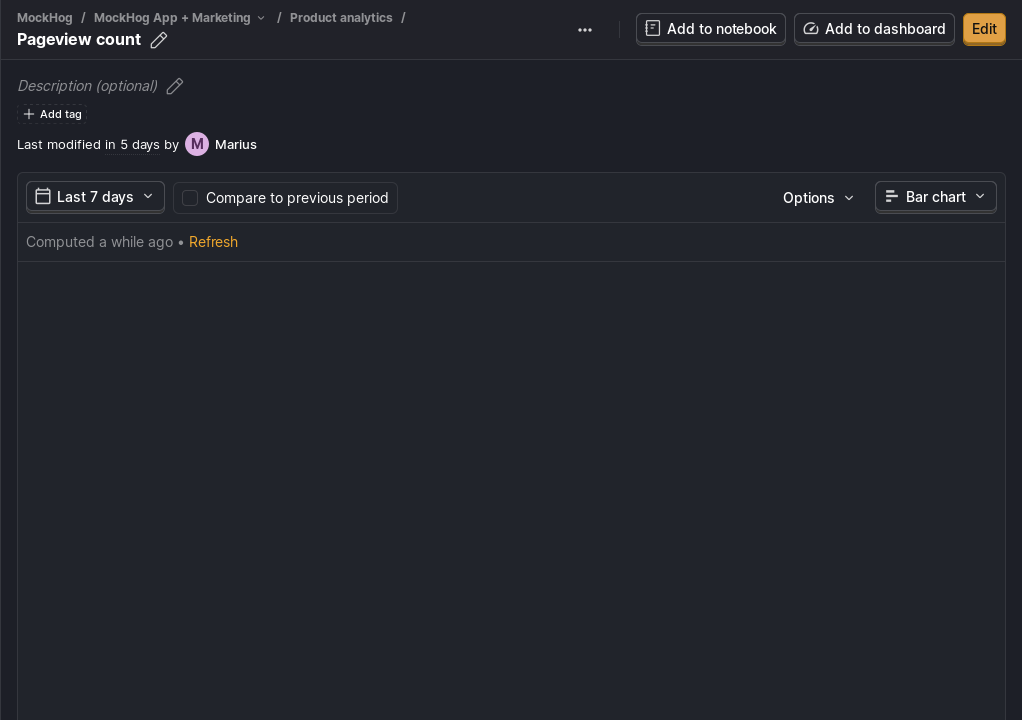 MockHog / MockHog App + Marketing / Product analytics /
Pageview count
Add to notebook
Add to dashboard
Edit
Description (optional)
Add tag
Last modified in 5 days by M Marius
Last 7 days
Compare to previous period
Options
Bar chart
Computed a while ago • Refresh